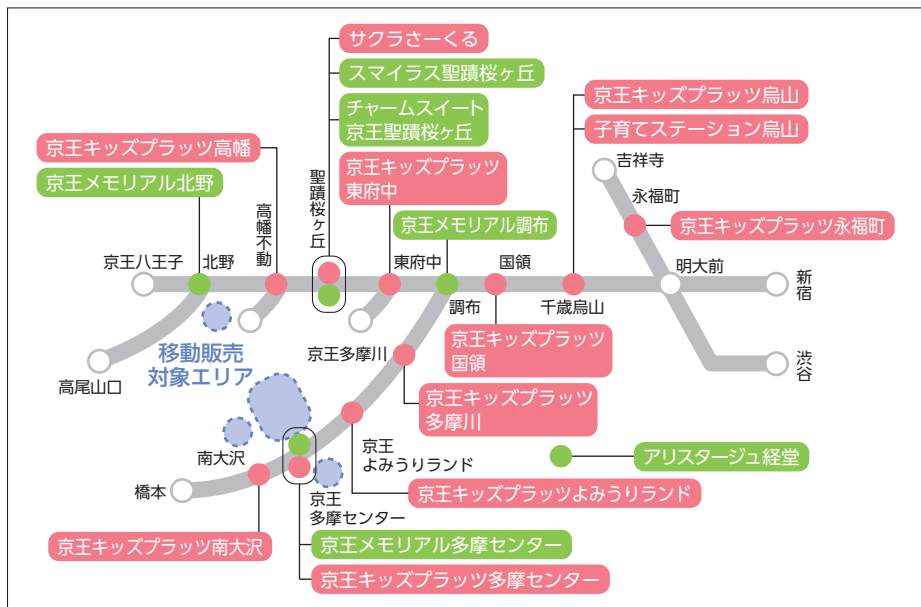 サクラさーくる
スマイラス聖蹟桜ヶ丘
チャームスイート
京王聖蹟桜ヶ丘
京王キッズプラッツ烏山
子育てステーション烏山
京王キッズプラッツ高幡
京王メモリアル北野
京王キッズプラッツ
東府中
京王メモリアル調布
吉祥寺
永福町
京王キッズプラッツ永福町
聖蹟桜ヶ丘
高幡不動
京王八王子
北野
東府中
国領
明大前
新宿
調布
千歳烏山
移動販売
対象エリア
京王多摩川
京王キッズプラッツ
国領
渋谷
高尾山口
京王キッズプラッツ
多摩川
南大沢
京王
よみうりランド
アリスタージュ経堂
橋本
京王
多摩センター
京王キッズプラッツよみうりランド
京王キッズプラッツ南大沢
京王メモリアル多摩センター
京王キッズプラッツ多摩センター